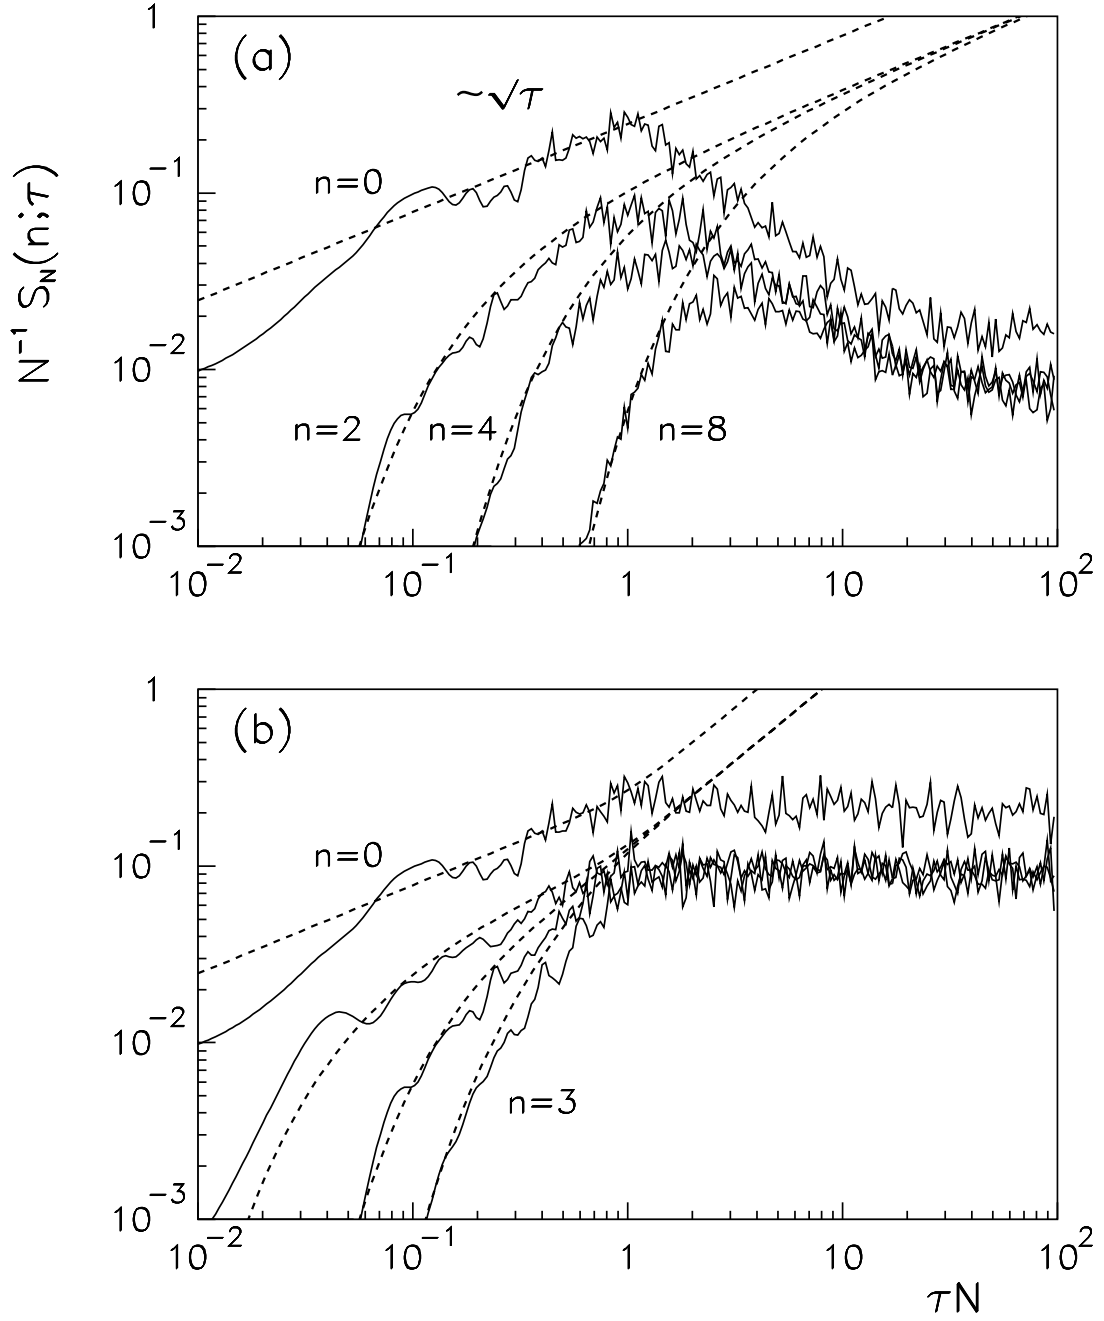 (a)
1
~√τ
10⁻¹
n=0
N⁻¹ S_N(n;τ)
10⁻²
n=2
n=4
n=8
10⁻³
10⁻²
10⁻¹
1
10
10²
(b)
1
10⁻¹
n=0
10⁻²
n=3
10⁻³
10⁻²
10⁻¹
1
10
10²
τN